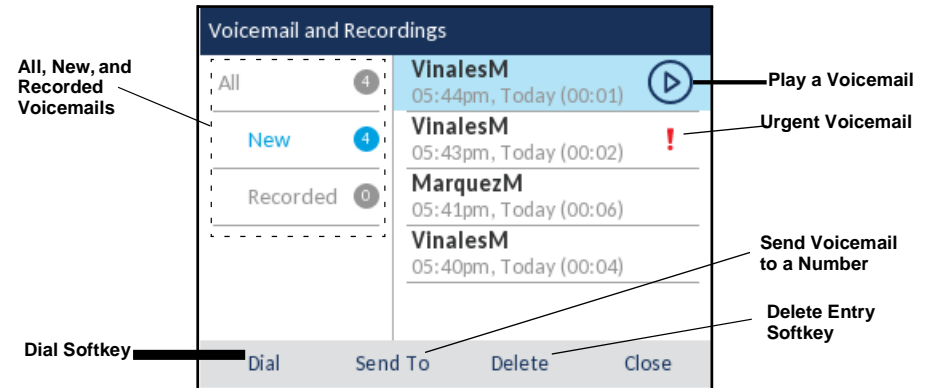 Voicemail and Recordings
All, New, and
Recorded
Voicemails
All 4
New 4
Recorded 0
VinalesM
05:44pm, Today (00:01)
VinalesM
05:43pm, Today (00:02)
!
MarquezM
05:41pm, Today (00:06)
VinalesM
05:40pm, Today (00:04)
Play a Voicemail
Urgent Voicemail
Send Voicemail
to a Number
Delete Entry
Softkey
Dial Softkey
Dial Send To Delete Close